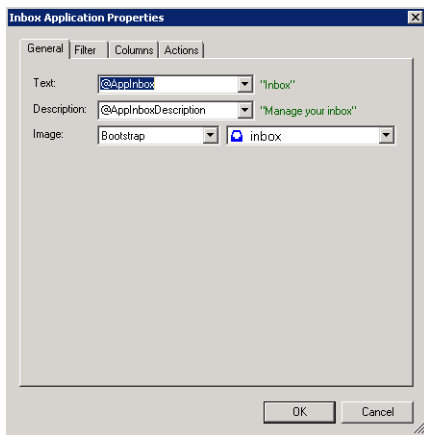 Inbox Application Properties
General Filter Columns Actions
Text: @AppInbox "Inbox"
Description: @AppInboxDescription "Manage your inbox"
Image: Bootstrap inbox
OK Cancel